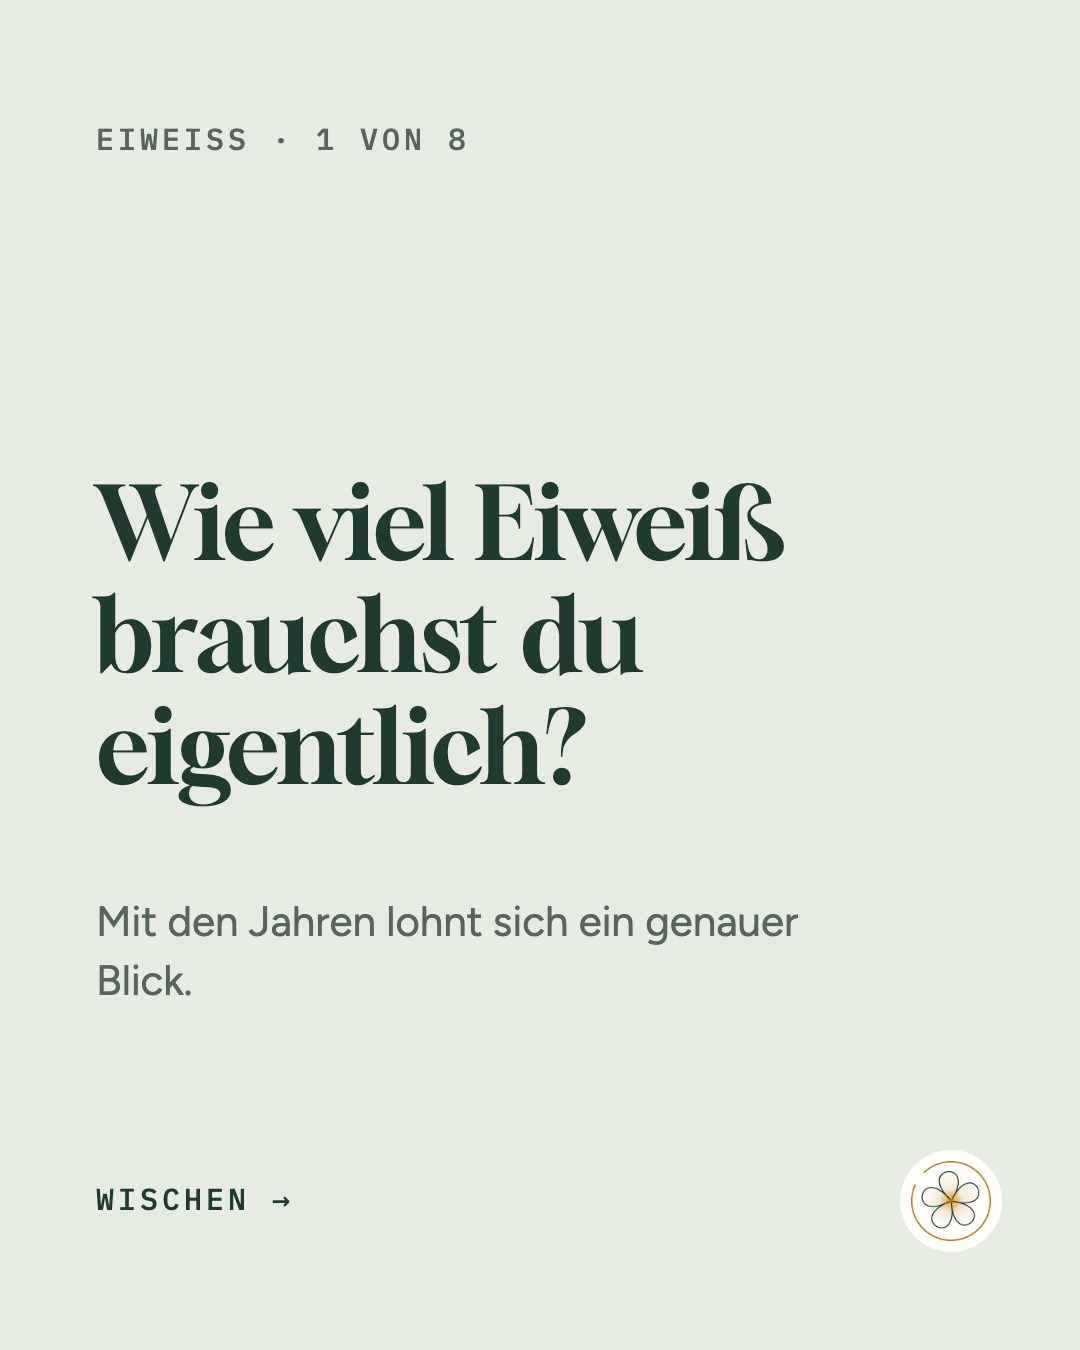 EIWEISS · 1 VON 8
Wie viel Eiweiß
brauchst du
eigentlich?
Mit den Jahren lohnt sich ein genauer
Blick.
WISCHEN →